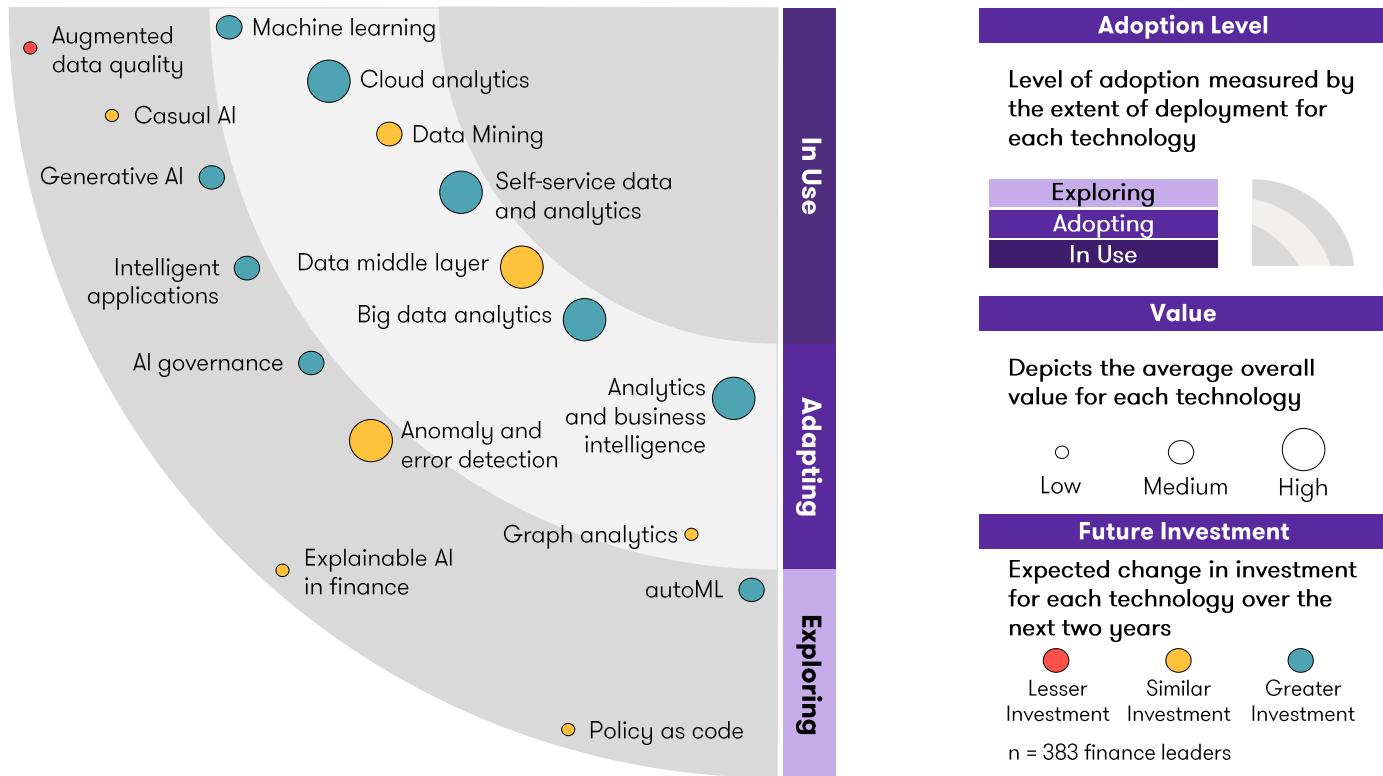 Augmented
data quality
Machine learning
Cloud analytics
Casual AI
Data Mining
Generative AI
Self-service data
and analytics
Intelligent
applications
Data middle layer
Big data analytics
AI governance
Analytics
and business
intelligence
Anomaly and
error detection
Graph analytics
Explainable AI
in finance
autoML
Policy as code
In Use
Adapting
Exploring
Adoption Level
Level of adoption measured by
the extent of deployment for
each technology
Exploring
Adopting
In Use
Value
Depicts the average overall
value for each technology
Low
Medium
High
Future Investment
Expected change in investment
for each technology over the
next two years
Lesser
Investment
Similar
Investment
Greater
Investment
n = 383 finance leaders